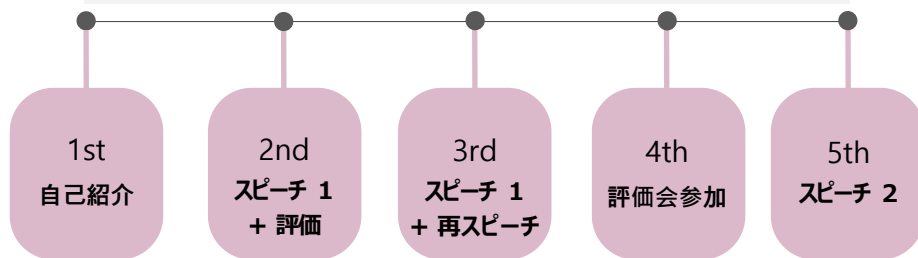 1st
自己紹介
2nd
スピーチ 1
+ 評価
3rd
スピーチ 1
+ 再スピーチ
4th
評価会参加
5th
スピーチ 2